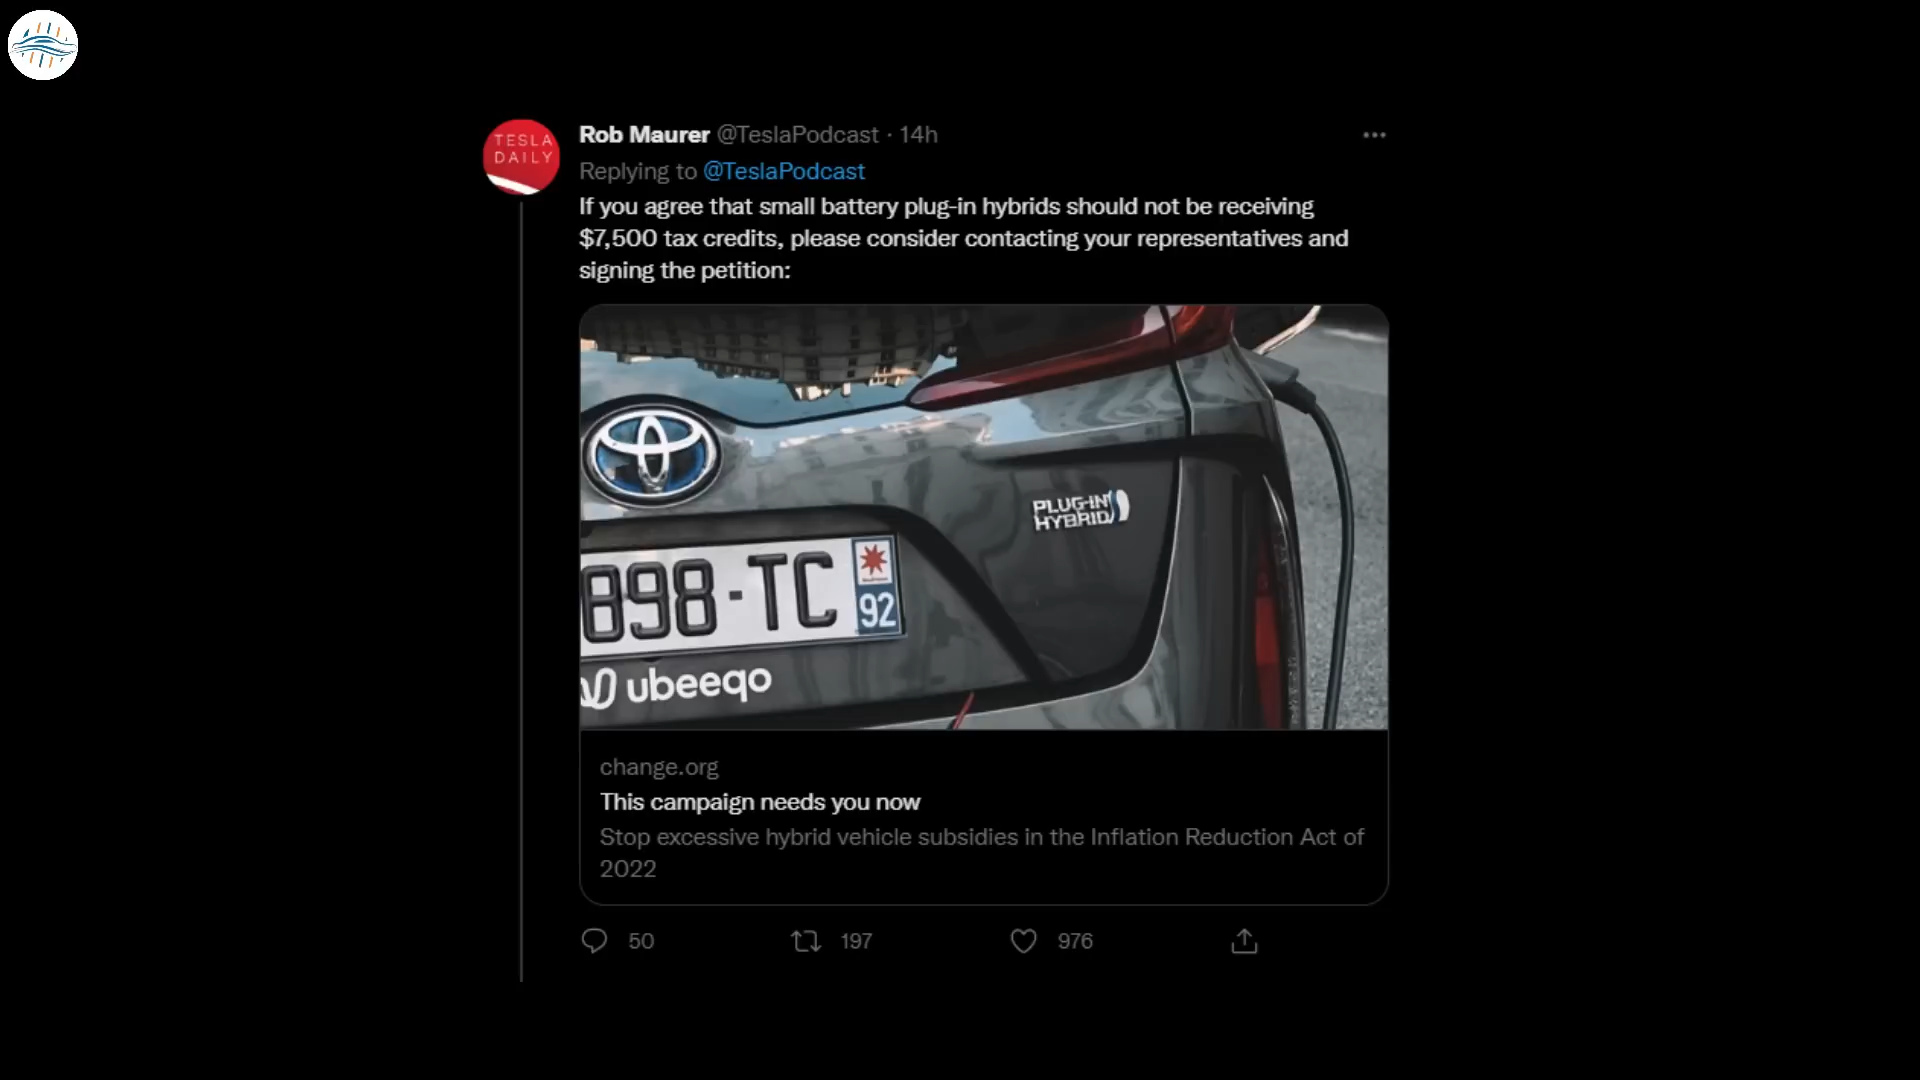 TESLA
DAILY
Rob Maurer @TeslaPodcast · 14h
Replying to @TeslaPodcast
If you agree that small battery plug-in hybrids should not be receiving
$7,500 tax credits, please consider contacting your representatives and
signing the petition:
PLUG-IN
HYBRID
898-TC
92
ubeeqo
change.org
This campaign needs you now
Stop excessive hybrid vehicle subsidies in the Inflation Reduction Act of
2022
50 197 976